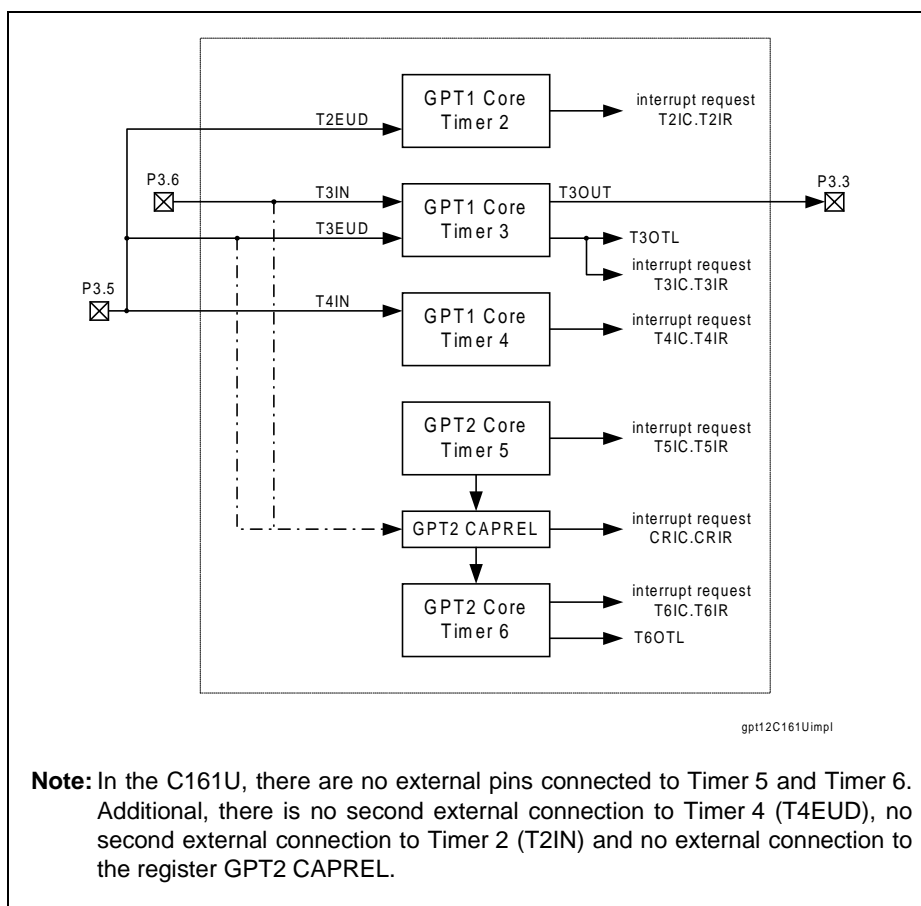 GPT1 Core
Timer 2
interrupt request
T2IC.T2IR
T2EUD
P3.6
T3IN
T3EUD
GPT1 Core
Timer 3
T3OUT
P3.3
T3OTL
interrupt request
T3IC.T3IR
P3.5
T4IN
GPT1 Core
Timer 4
interrupt request
T4IC.T4IR
GPT2 Core
Timer 5
interrupt request
T5IC.T5IR
GPT2 CAPREL
interrupt request
CRIC.CRIR
GPT2 Core
Timer 6
interrupt request
T6IC.T6IR
T6OTL
gpt12C161Uimpl
Note: In the C161U, there are no external pins connected to Timer 5 and Timer 6.
Additional, there is no second external connection to Timer 4 (T4EUD), no
second external connection to Timer 2 (T2IN) and no external connection to
the register GPT2 CAPREL.